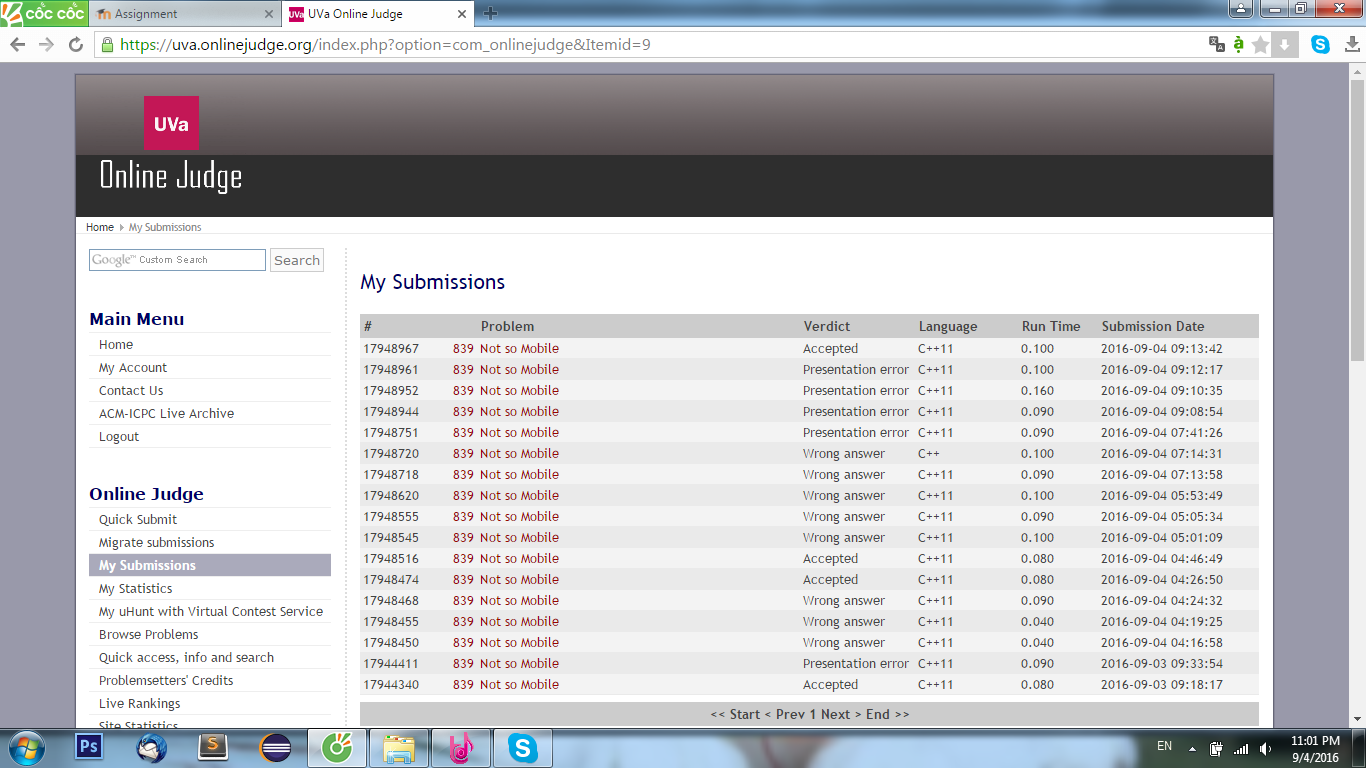 cốc cốc Assignment UVa Online Judge
https://uva.onlinejudge.org/index.php?option=com_onlinejudge&Itemid=9
UVa
Online Judge
Home My Submissions
Google™ Custom Search Search
Main Menu
Home
My Account
Contact Us
ACM-ICPC Live Archive
Logout
Online Judge
Quick Submit
Migrate submissions
My Submissions
My Statistics
My uHunt with Virtual Contest Service
Browse Problems
Quick access, info and search
Problemsetters' Credits
Live Rankings
Site Statistics
My Submissions
# Problem Verdict Language Run Time Submission Date
17948967 839 Not so Mobile Accepted C++11 0.100 2016-09-04 09:13:42
17948961 839 Not so Mobile Presentation error C++11 0.100 2016-09-04 09:12:17
17948952 839 Not so Mobile Presentation error C++11 0.160 2016-09-04 09:10:35
17948944 839 Not so Mobile Presentation error C++11 0.090 2016-09-04 09:08:54
17948751 839 Not so Mobile Presentation error C++11 0.090 2016-09-04 07:41:26
17948720 839 Not so Mobile Wrong answer C++ 0.100 2016-09-04 07:14:31
17948718 839 Not so Mobile Wrong answer C++11 0.090 2016-09-04 07:13:58
17948620 839 Not so Mobile Wrong answer C++11 0.100 2016-09-04 05:53:49
17948555 839 Not so Mobile Wrong answer C++11 0.090 2016-09-04 05:05:34
17948545 839 Not so Mobile Wrong answer C++11 0.100 2016-09-04 05:01:09
17948516 839 Not so Mobile Accepted C++11 0.080 2016-09-04 04:46:49
17948474 839 Not so Mobile Accepted C++11 0.080 2016-09-04 04:26:50
17948468 839 Not so Mobile Wrong answer C++11 0.090 2016-09-04 04:24:32
17948455 839 Not so Mobile Wrong answer C++11 0.040 2016-09-04 04:19:25
17948450 839 Not so Mobile Wrong answer C++11 0.040 2016-09-04 04:16:58
17944411 839 Not so Mobile Presentation error C++11 0.090 2016-09-03 09:33:54
17944340 839 Not so Mobile Accepted C++11 0.080 2016-09-03 09:18:17
<< Start < Prev 1 Next > End >>
Ps
EN
11:01 PM
9/4/2016